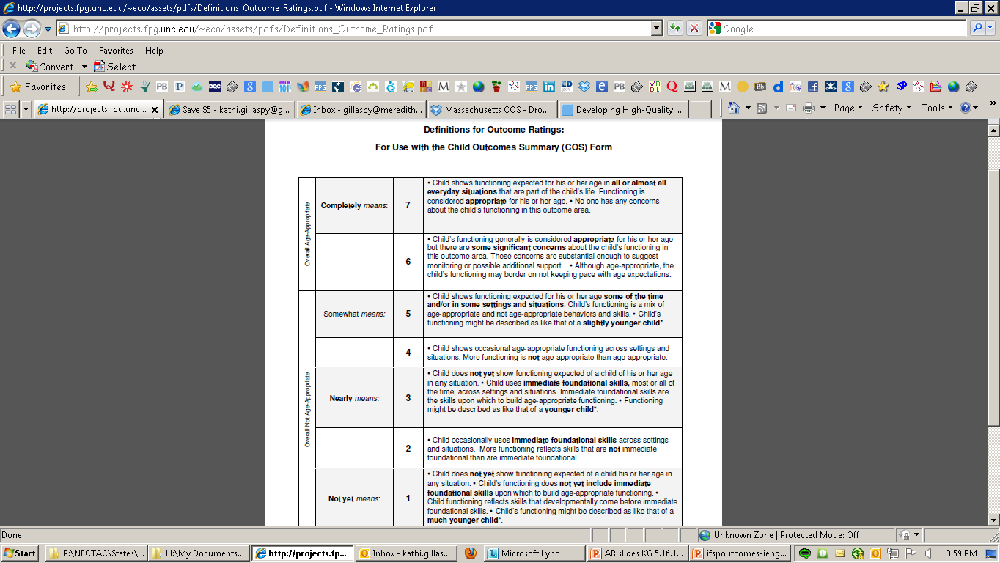 http://projects.fpg.unc.edu/~eco/assets/pdfs/Definitions_Outcome_Ratings.pdf - Windows Internet Explorer
http://projects.fpg.unc.edu/~eco/assets/pdfs/Definitions_Outcome_Ratings.pdf
Google
File Edit Go To Favorites Help
Convert Select
Favorites
http://projects.fpg.unc... Save $5 - kathi.gillaspy@g... Inbox - gillaspy@meredith... Massachusetts COS - Dro... Developing High-Quality, ... Page Safety Tools
Definitions for Outcome Ratings:
For Use with the Child Outcomes Summary (COS) Form
Overall Age-Appropriate
Completely means:
7
• Child shows functioning expected for his or her age in all or almost all
everyday situations that are part of the child's life. Functioning is
considered appropriate for his or her age. • No one has any concerns
about the child's functioning in this outcome area.
6
• Child's functioning generally is considered appropriate for his or her age
but there are some significant concerns about the child's functioning in
this outcome area. These concerns are substantial enough to suggest
monitoring or possible additional support. • Although age-appropriate, the
child's functioning may border on not keeping pace with age expectations.
Overall Not Age-Appropriate
Somewhat means:
5
• Child shows functioning expected for his or her age some of the time
and/or in some settings and situations. Child's functioning is a mix of
age-appropriate and not age-appropriate behaviors and skills. • Child's
functioning might be described as like that of a slightly younger child*.
4
• Child shows occasional age-appropriate functioning across settings and
situations. More functioning is not age-appropriate than age-appropriate.
Nearly means:
3
• Child does not yet show functioning expected of a child of his or her age
in any situation. • Child uses immediate foundational skills, most or all of
the time, across settings and situations. Immediate foundational skills are
the skills upon which to build age-appropriate functioning. • Functioning
might be described as like that of a younger child*.
2
• Child occasionally uses immediate foundational skills across settings
and situations. More functioning reflects skills that are not immediate
foundational than are immediate foundational.
Not yet means:
1
• Child does not yet show functioning expected of a child his or her age in
any situation. • Child's functioning does not yet include immediate
foundational skills upon which to build age-appropriate functioning. •
Child functioning reflects skills that developmentally come before immediate
foundational skills. • Child's functioning might be described as like that of a
much younger child*.
Done
Unknown Zone | Protected Mode: Off
Start P:\NECTAC\States\... H:\My Documents... http://projects.fp... Inbox - kathi.gillas... Microsoft Lync AR slides KG 5.16.1... ifspoutcomes-iepg... 3:59 PM